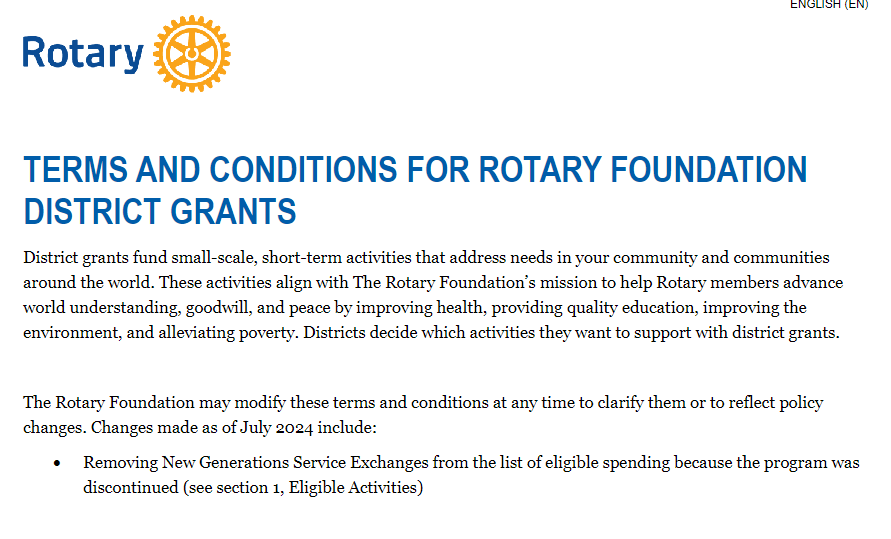 ENGLISH (EN)
Rotary
TERMS AND CONDITIONS FOR ROTARY FOUNDATION
DISTRICT GRANTS
District grants fund small-scale, short-term activities that address needs in your community and communities
around the world. These activities align with The Rotary Foundation’s mission to help Rotary members advance
world understanding, goodwill, and peace by improving health, providing quality education, improving the
environment, and alleviating poverty. Districts decide which activities they want to support with district grants.
The Rotary Foundation may modify these terms and conditions at any time to clarify them or to reflect policy
changes. Changes made as of July 2024 include:
• Removing New Generations Service Exchanges from the list of eligible spending because the program was
discontinued (see section 1, Eligible Activities)